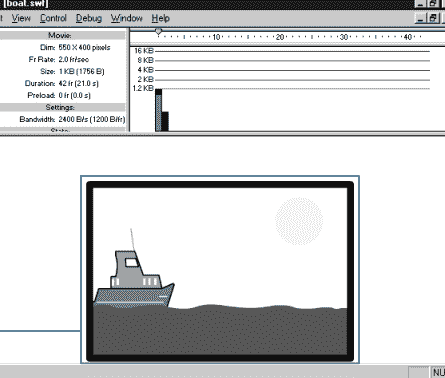 [boat.swf]
View Control Debug Window Help
Movie:
Dim: 550 X 400 pixels
Fr Rate: 2.0 fr/sec
Size: 1 KB (1756 B)
Duration: 42 fr (21.0 s)
Preload: 0 fr (0.0 s)
Settings:
Bandwidth: 2400 B/s (1200 B/fr)
10 20 30 40
16 KB
8 KB
4 KB
2 KB
1.2 KB